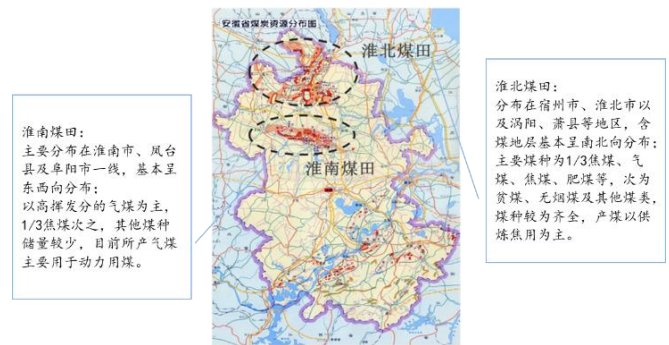 安徽省煤炭资源分布图
淮北煤田
淮南煤田
淮南煤田：
主要分布在淮南市、凤台
县及阜阳市一线，基本呈
东西向分布；
以高挥发分的气煤为主，
1/3焦煤次之，其他煤种
储量较少，目前所产气煤
主要用于动力用煤。
淮北煤田：
分布在宿州市、淮北市以
及涡阳、萧县等地区，含
煤地层基本呈南北向分布；
主要煤种为1/3焦煤、气
煤、焦煤、肥煤等，次为
贫煤、无烟煤及其他煤类，
煤种较为齐全，产煤以供
炼焦用为主。